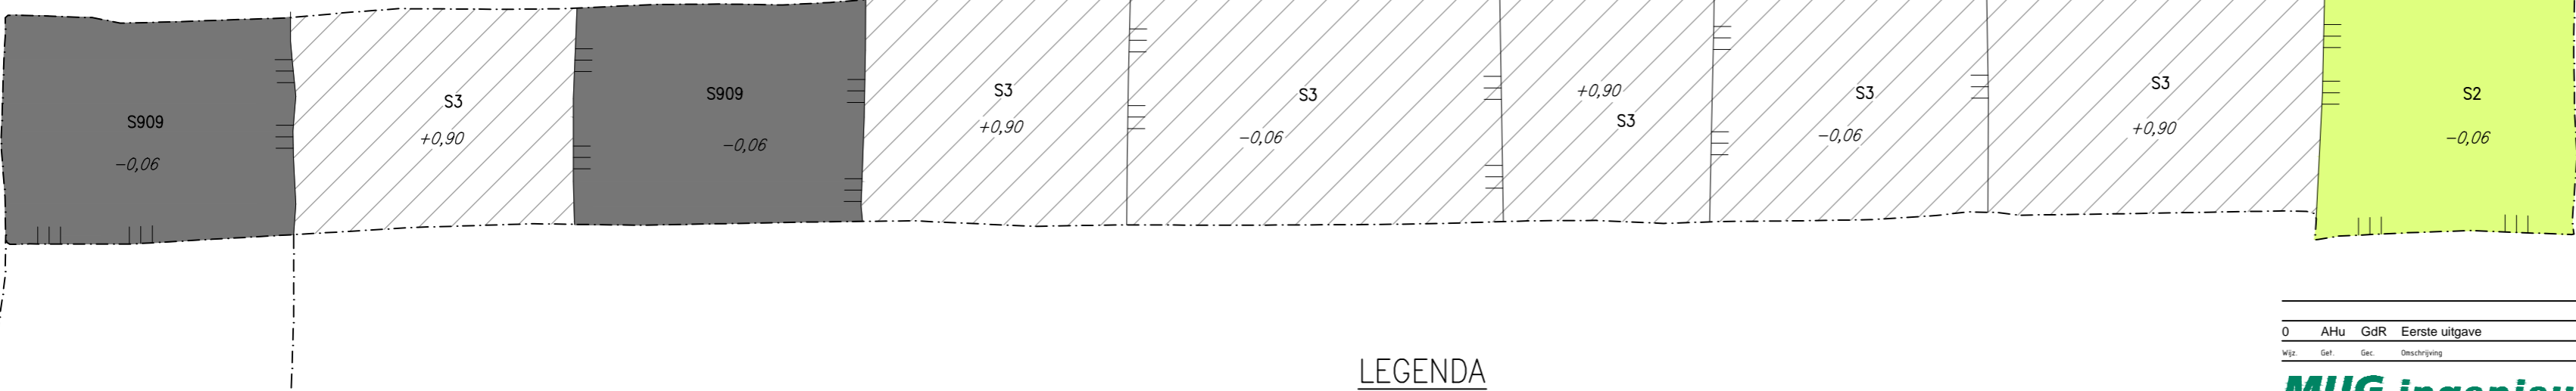 S909
−0,06
S3
+0,90
S909
−0,06
S3
+0,90
S3
−0,06
+0,90
S3
S3
−0,06
S3
+0,90
S2
−0,06
0 AHu GdR Eerste uitgave
Wijz. Get. Gec. Omschrijving
LEGENDA
MUG